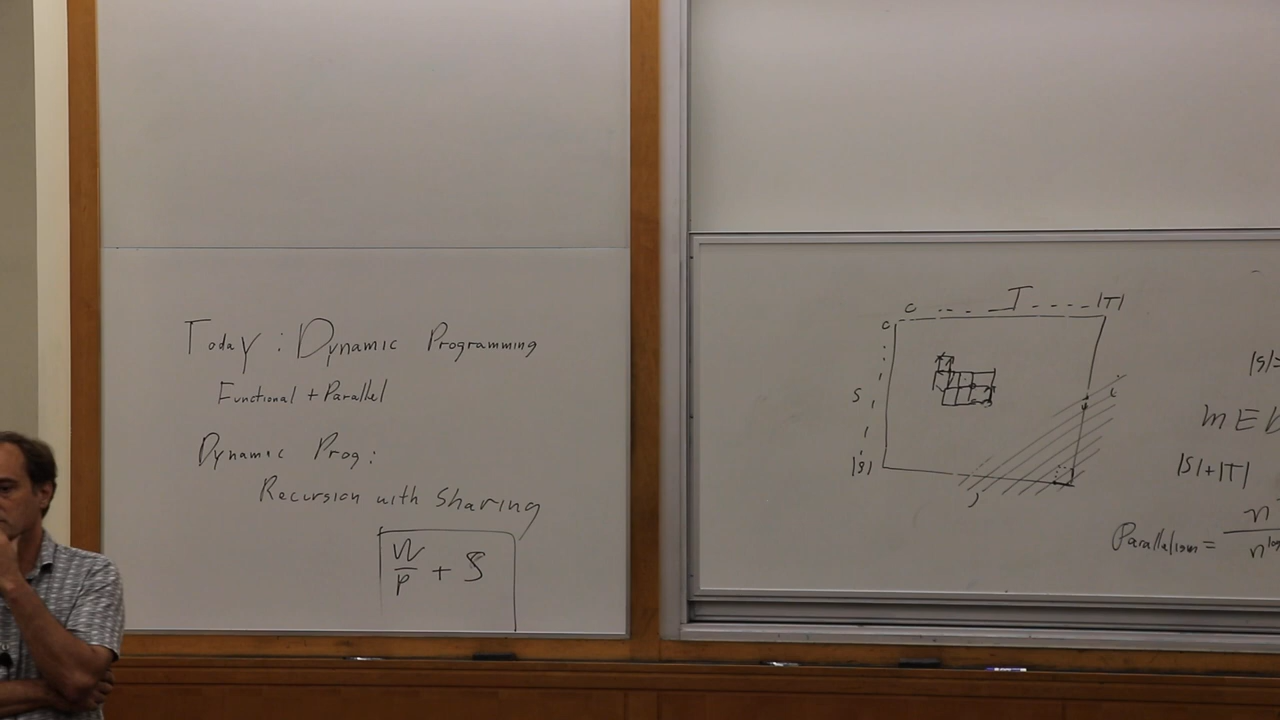 Today : Dynamic Programming
Functional + Parallel
Dynamic Prog:
Recursion with Sharing
W/P + S
0 --- T ---- |T|
0
S
|S|
i
j
|S|=
MED
|S|+|T|
Parallelism =